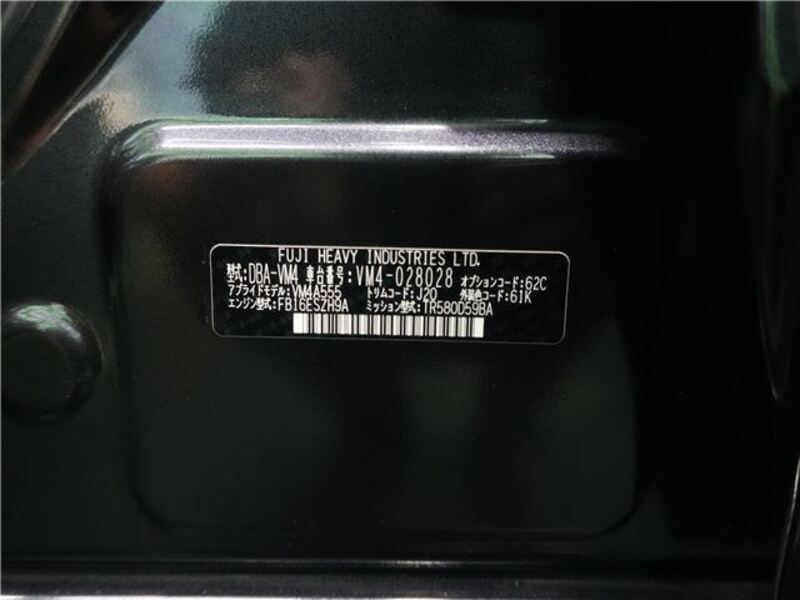 FUJI HEAVY INDUSTRIES LTD.
型式:DBA-VM4 車台番号:VM4-028028 オプションコード:62C
アプライドモデル:VM4A555 トリムコード:J20 外装色コード:61K
エンジン型式:FB16ESZH9A ミッション型式:TR580D59BA